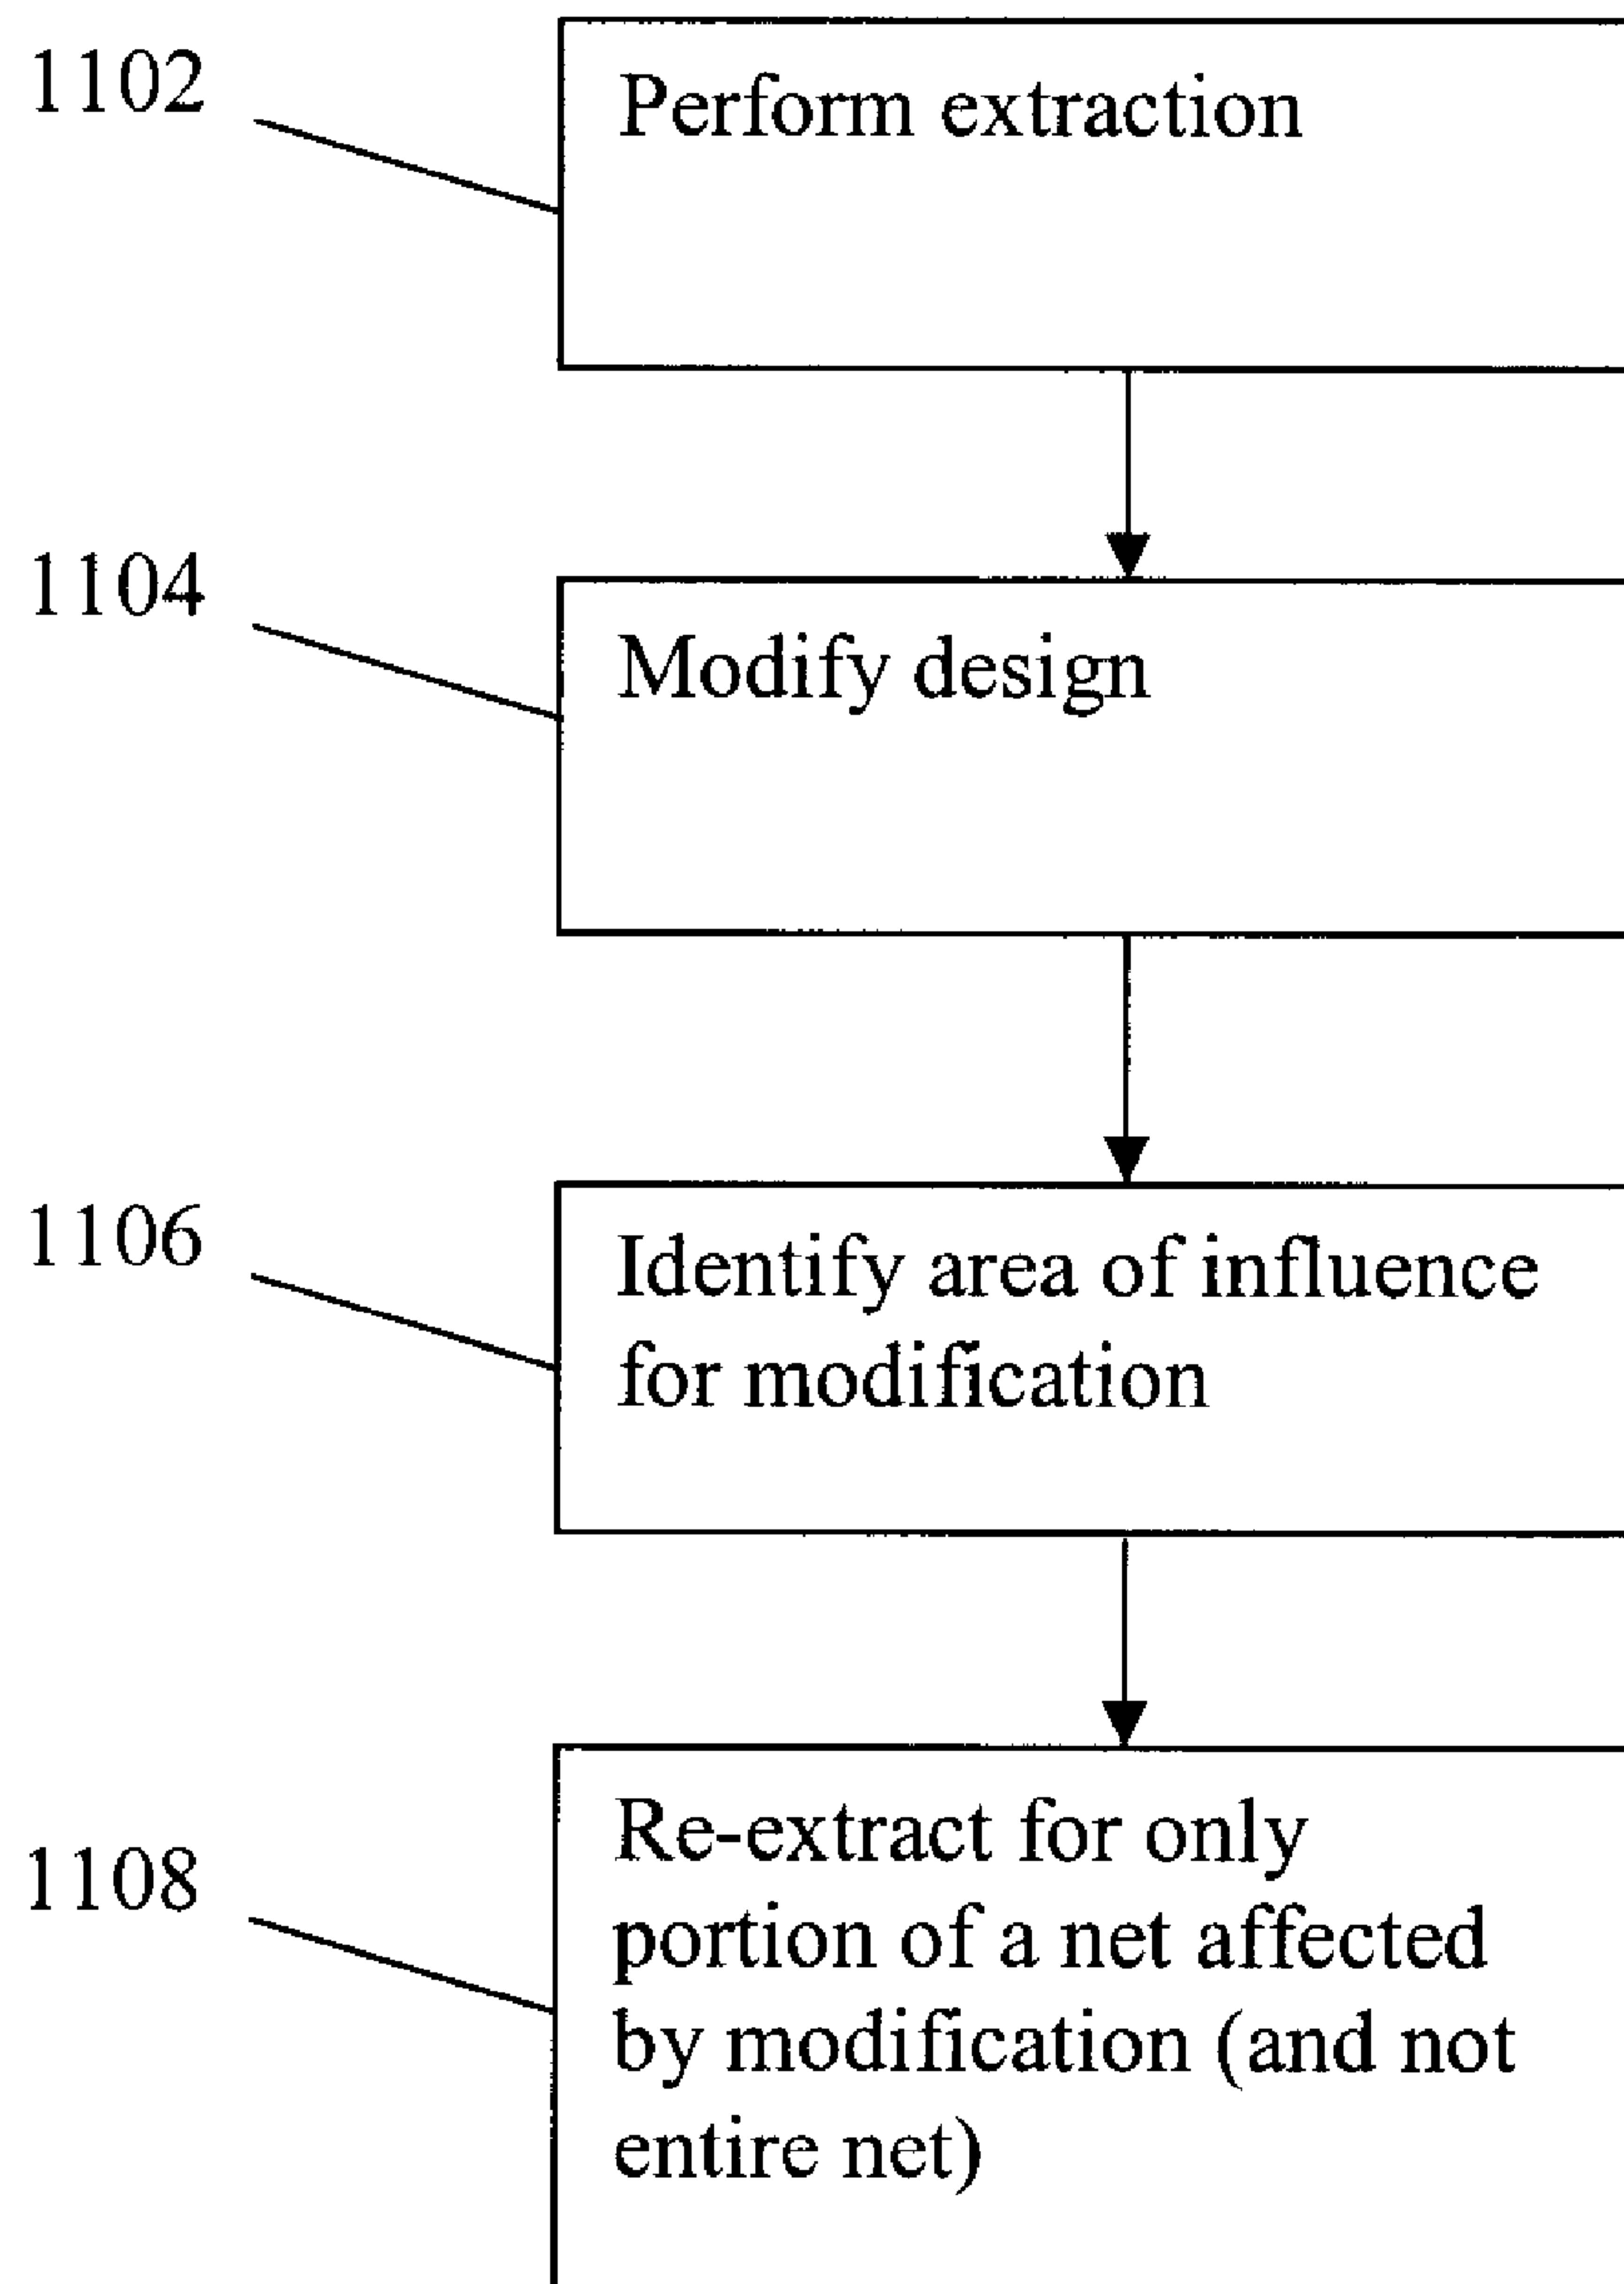 1102
Perform extraction
1104
Modify design
1106
Identify area of influence
for modification
1108
Re-extract for only
portion of a net affected
by modification (and not
entire net)